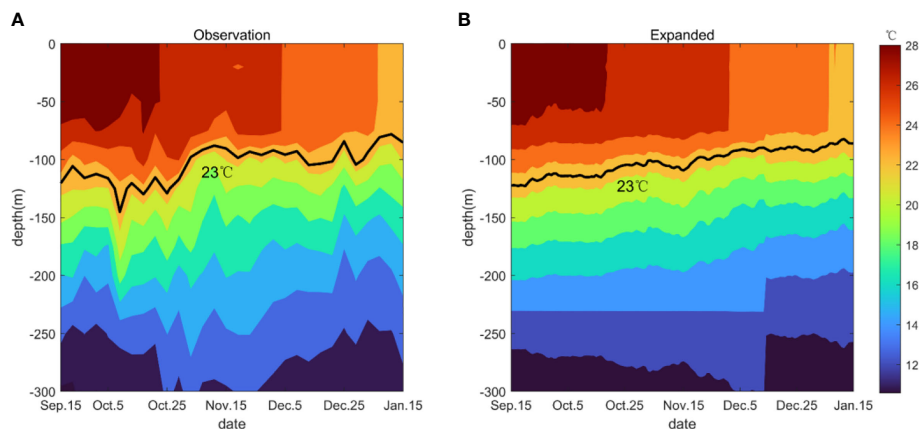 A
Observation
0
-50
-100
-150
-200
-250
-300
depth(m)
23℃
Sep.15 Oct.5 Oct.25 Nov.15 Dec.5 Dec.25 Jan.15
date
B
Expanded
0
-50
-100
-150
-200
-250
-300
depth(m)
23℃
Sep.15 Oct.5 Oct.25 Nov.15 Dec.5 Dec.25 Jan.15
date
℃
28
26
24
22
20
18
16
14
12